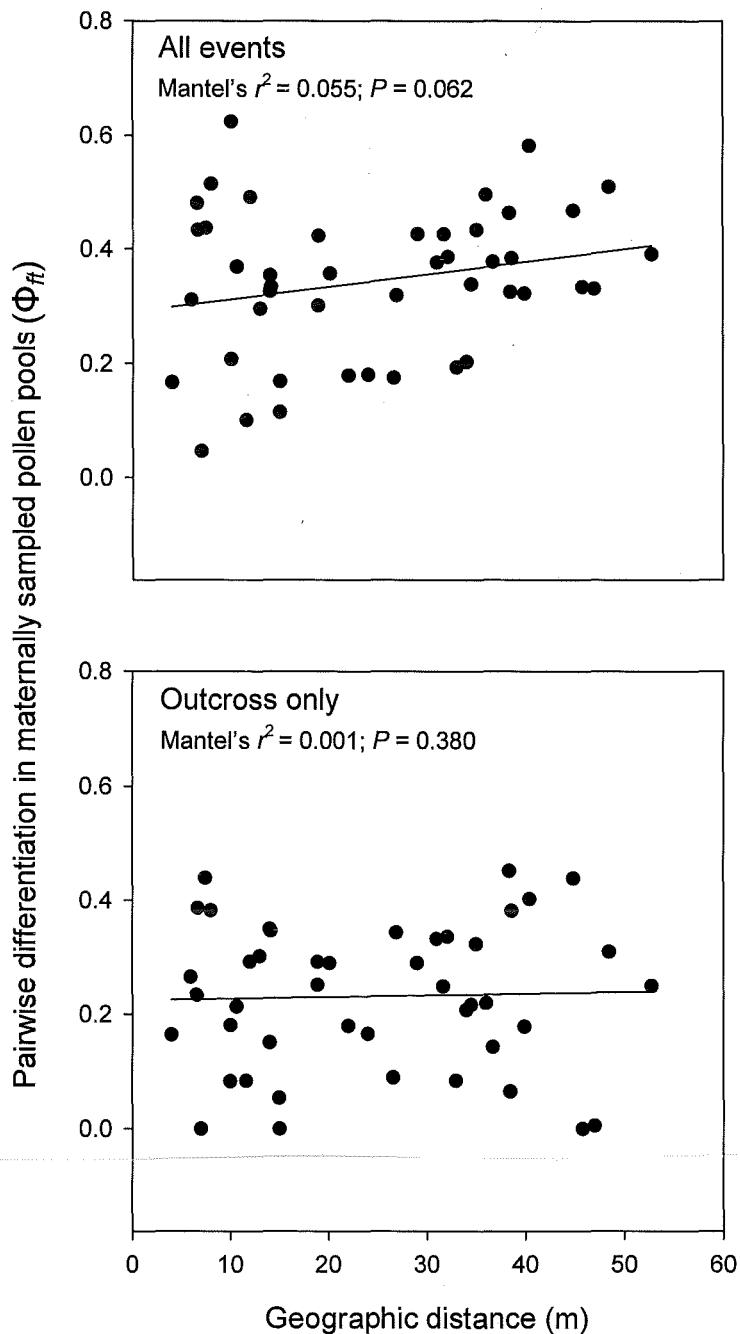 Pairwise differentiation in maternally sampled pollen pools (Φft)
0.8
0.6
0.4
0.2
0.0
All events
Mantel's r² = 0.055; P = 0.062
0.8
0.6
0.4
0.2
0.0
Outcross only
Mantel's r² = 0.001; P = 0.380
0 10 20 30 40 50 60
Geographic distance (m)